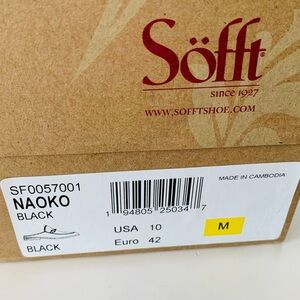 Söfft
since 1927
WWW.SOFFTSHOE.COM
SF0057001
NAOKO
BLACK
MADE IN CAMBODIA
1 94805 25034 7
USA 10
M
BLACK
Euro 42